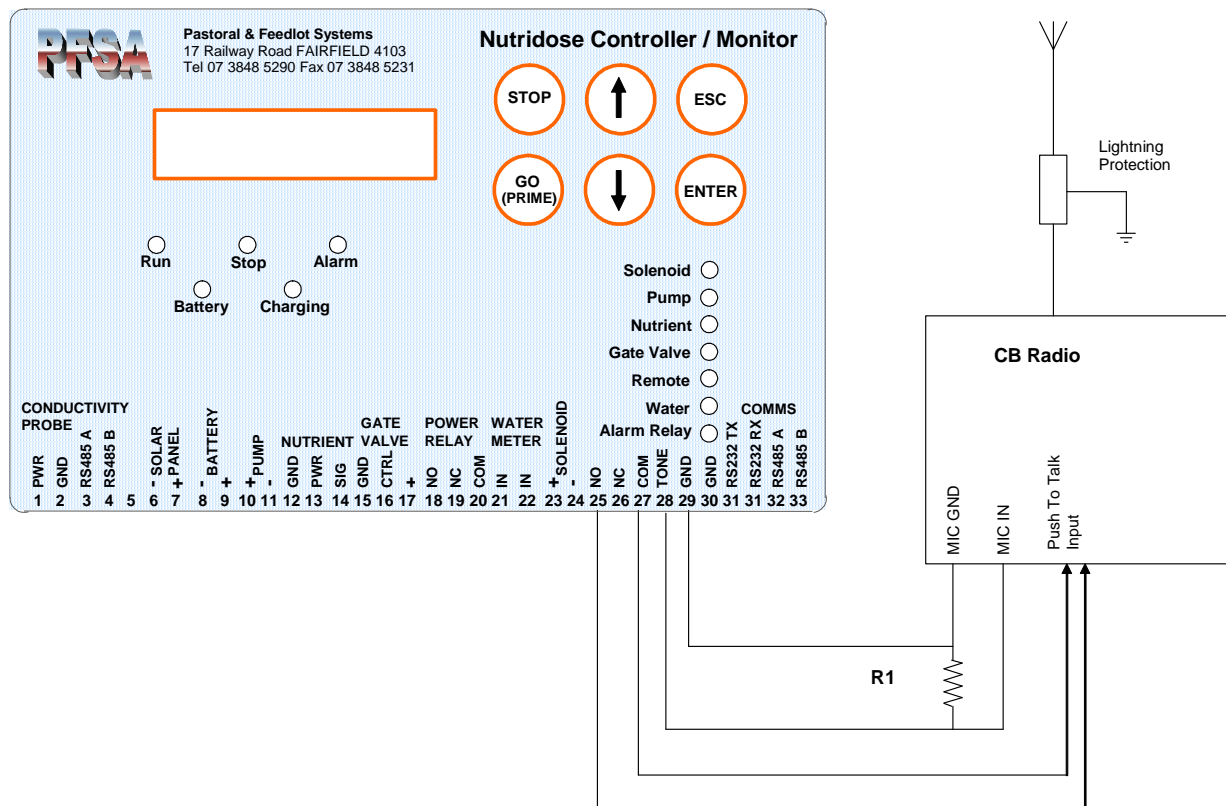 PFSA
Pastoral & Feedlot Systems
17 Railway Road FAIRFIELD 4103
Tel 07 3848 5290 Fax 07 3848 5231
Nutridose Controller / Monitor
STOP
ESC
GO
(PRIME)
ENTER
Run
Stop
Alarm
Battery
Charging
Solenoid
Pump
Nutrient
Gate Valve
Remote
Water
Alarm Relay
CONDUCTIVITY
PROBE
GATE
VALVE
POWER
RELAY
WATER
METER
COMMS
NUTRIENT
1 PWR
2 GND
3 RS485 A
4 RS485 B
5
6 - SOLAR
7 + PANEL
8 - BATTERY
9 +
10 + PUMP
11 -
12 GND
13 PWR
14 SIG
15 GND
16 CTRL
17 +
18 NO
19 NC
20 COM
21 IN
22 IN
23 + SOLENOID
24 -
25 NO
26 NC
27 COM
28 TONE
29 GND
30 GND
31 RS232 TX
31 RS232 RX
32 RS485 A
33 RS485 B
Lightning
Protection
CB Radio
MIC GND
MIC IN
Push To Talk
Input
R1